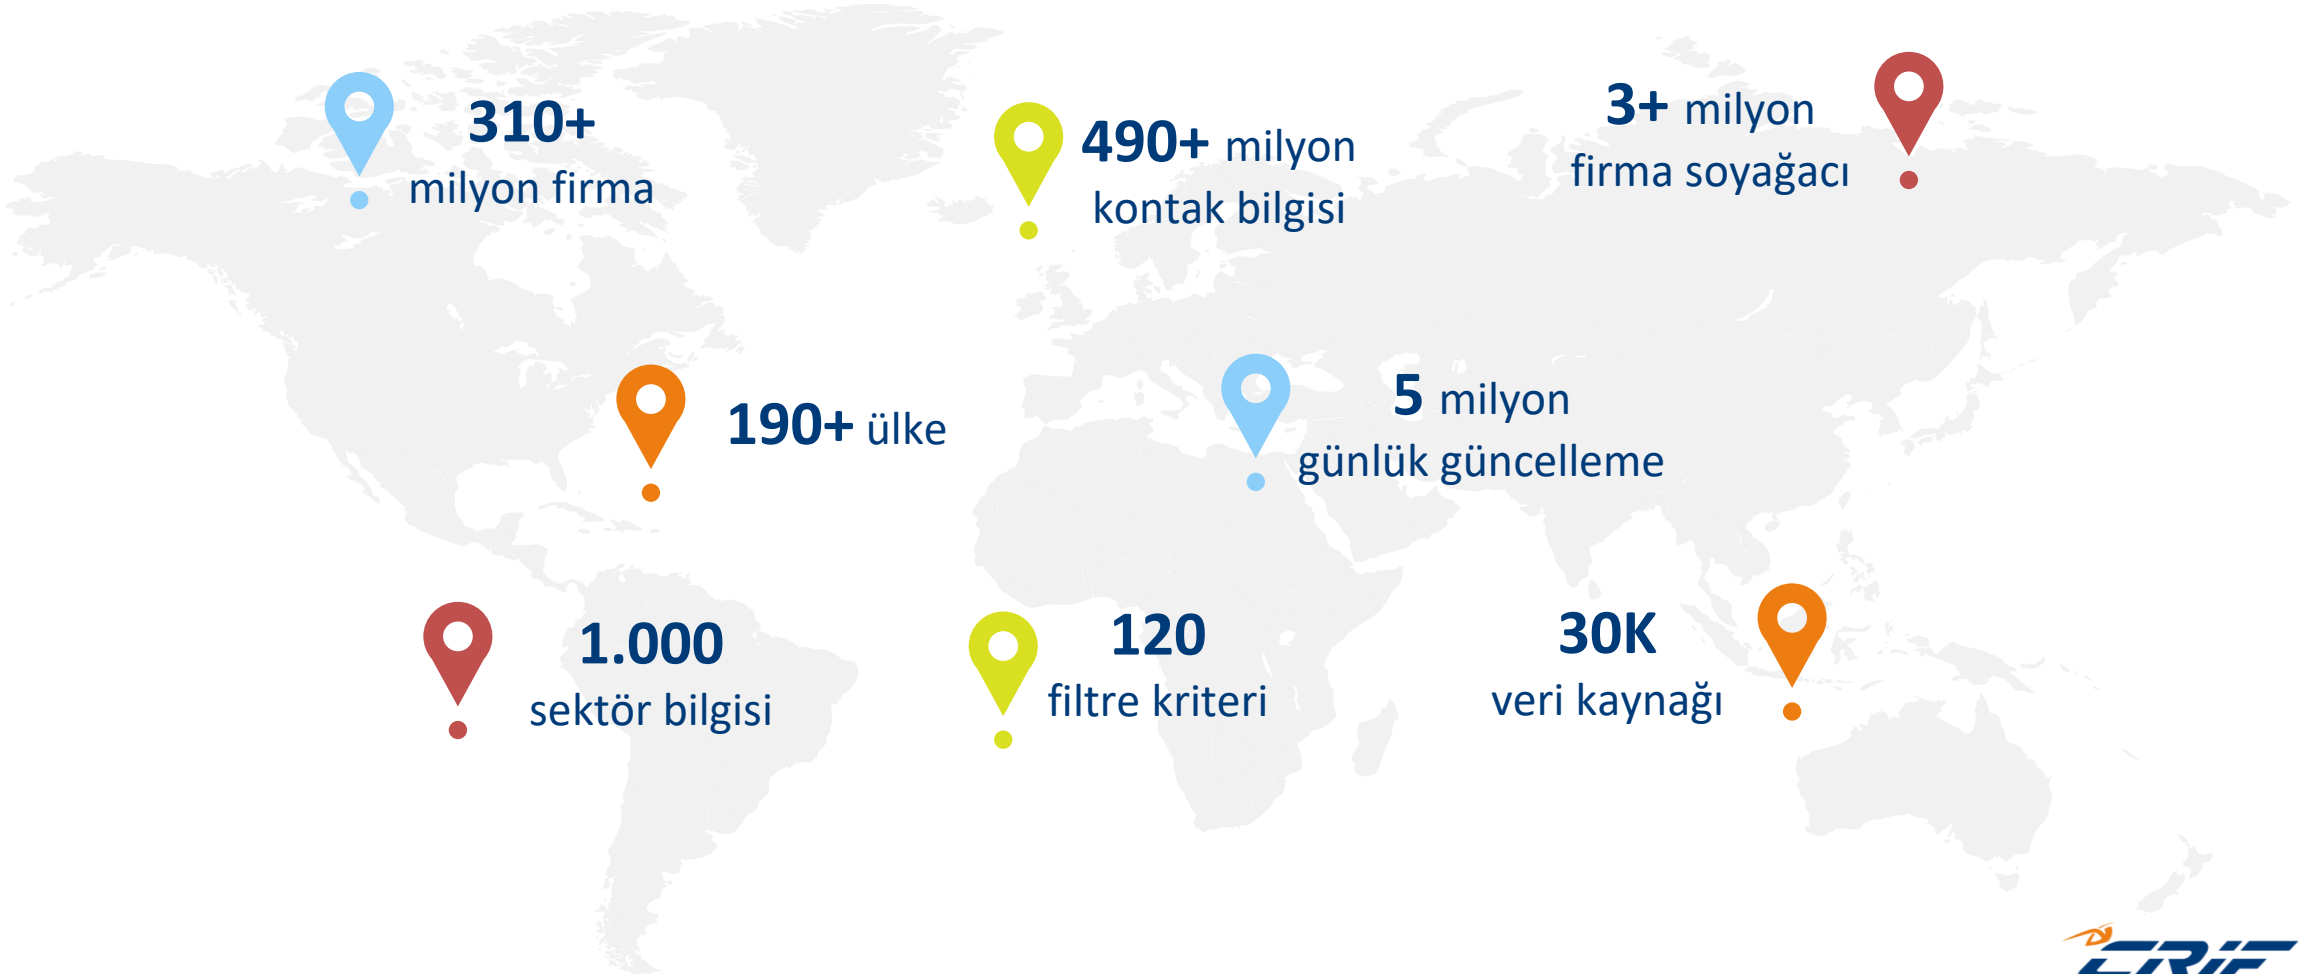 310+
milyon firma
490+ milyon
kontak bilgisi
3+ milyon
firma soyağacı
190+ ülke
5 milyon
günlük güncelleme
1.000
sektör bilgisi
120
filtre kriteri
30K
veri kaynağı
CRIF